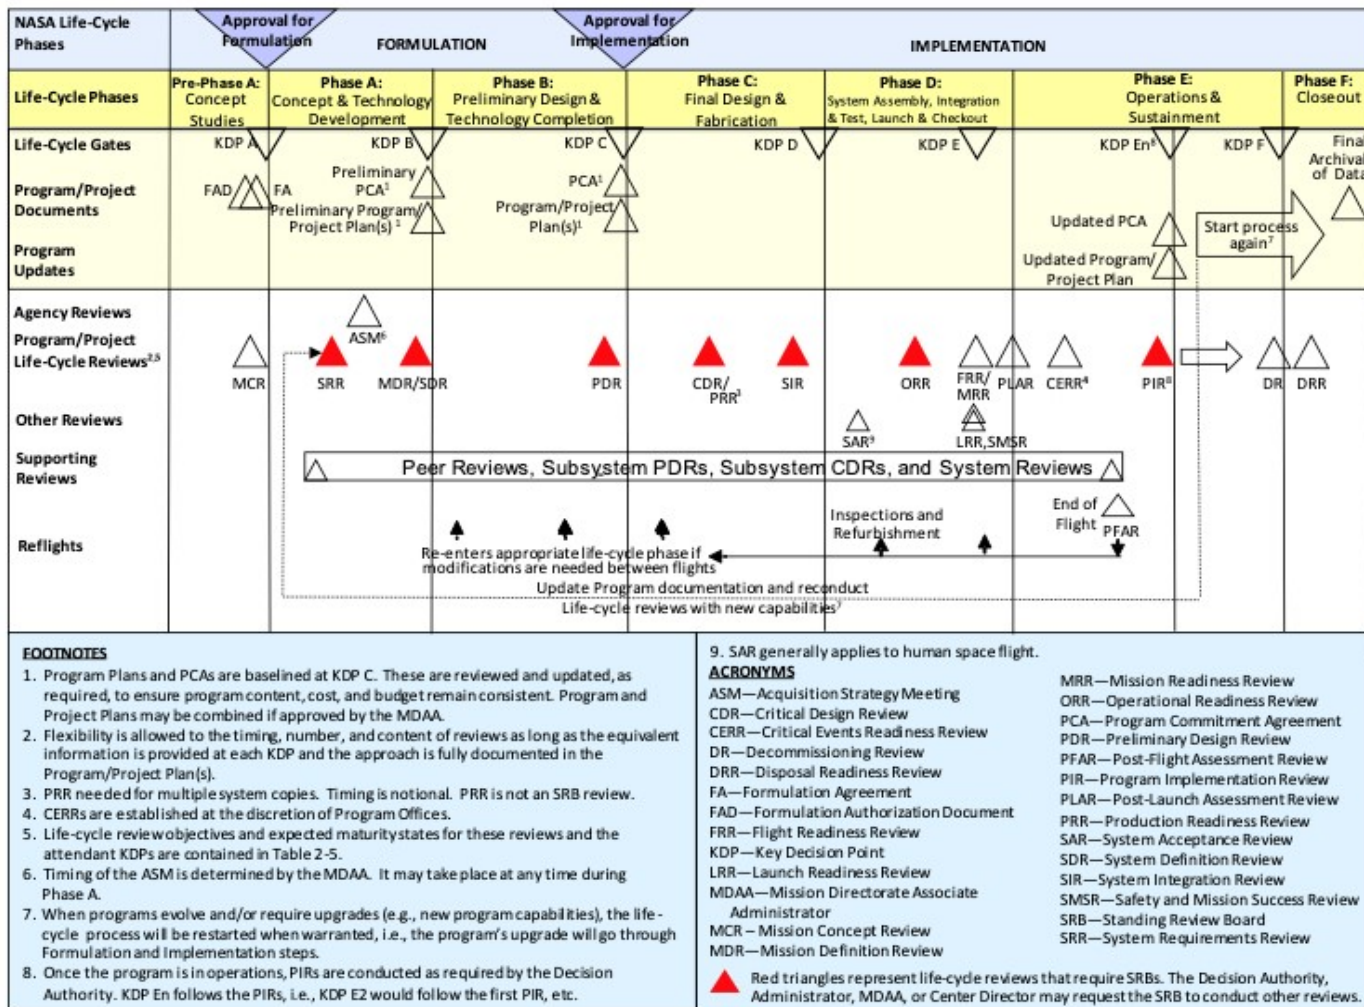 NASA Life-Cycle
Phases
Approval for
Formulation
FORMULATION
Approval for
Implementation
IMPLEMENTATION
Life-Cycle Phases
Pre-Phase A:
Concept
Studies
Phase A:
Concept & Technology
Development
Phase B:
Preliminary Design &
Technology Completion
Phase C:
Final Design &
Fabrication
Phase D:
System Assembly, Integration
& Test, Launch & Checkout
Phase E:
Operations &
Sustainment
Phase F:
Closeout
Life-Cycle Gates
KDP A
KDP B
KDP C
KDP D
KDP E
KDP En⁸
KDP F
Final
Archival
of Data
Program/Project
Documents
FAD
FA
Preliminary
PCA¹
Preliminary Program/
Project Plan(s) ¹
PCA¹
Program/Project
Plan(s)¹
Program
Updates
Updated PCA
Updated Program/
Project Plan
Start process
again⁷
Agency Reviews
ASM⁶
Program/Project
Life-Cycle Reviews²,⁵
MCR
SRR
MDR/SDR
PDR
CDR/
PRR³
SIR
ORR
FRR/
MRR
PLAR
CERR⁴
PIR⁸
DR
DRR
Other Reviews
SAR⁹
LRR,SMSR
Supporting
Reviews
Peer Reviews, Subsystem PDRs, Subsystem CDRs, and System Reviews
Reflights
Re-enters appropriate life-cycle phase if
modifications are needed between flights
Inspections and
Refurbishment
End of
Flight
PFAR
Update Program documentation and reconduct
Life-cycle reviews with new capabilities⁷
FOOTNOTES
1. Program Plans and PCAs are baselined at KDP C. These are reviewed and updated, as
required, to ensure program content, cost, and budget remain consistent. Program and
Project Plans may be combined if approved by the MDAA.
2. Flexibility is allowed to the timing, number, and content of reviews as long as the equivalent
information is provided at each KDP and the approach is fully documented in the
Program/Project Plan(s).
3. PRR needed for multiple system copies. Timing is notional. PRR is not an SRB review.
4. CERRs are established at the discretion of Program Offices.
5. Life-cycle review objectives and expected maturity states for these reviews and the
attendant KDPs are contained in Table 2-5.
6. Timing of the ASM is determined by the MDAA. It may take place at any time during
Phase A.
7. When programs evolve and/or require upgrades (e.g., new program capabilities), the life-
cycle process will be restarted when warranted, i.e., the program's upgrade will go through
Formulation and Implementation steps.
8. Once the program is in operations, PIRs are conducted as required by the Decision
Authority. KDP En follows the PIRs, i.e., KDP E2 would follow the first PIR, etc.
9. SAR generally applies to human space flight.
ACRONYMS
ASM—Acquisition Strategy Meeting
CDR—Critical Design Review
CERR—Critical Events Readiness Review
DR—Decommissioning Review
DRR—Disposal Readiness Review
FA—Formulation Agreement
FAD—Formulation Authorization Document
FRR—Flight Readiness Review
KDP—Key Decision Point
LRR—Launch Readiness Review
MDAA—Mission Directorate Associate
Administrator
MCR – Mission Concept Review
MDR—Mission Definition Review
MRR—Mission Readiness Review
ORR—Operational Readiness Review
PCA—Program Commitment Agreement
PDR—Preliminary Design Review
PFAR—Post-Flight Assessment Review
PIR—Program Implementation Review
PLAR—Post-Launch Assessment Review
PRR—Production Readiness Review
SAR—System Acceptance Review
SDR—System Definition Review
SIR—System Integration Review
SMSR—Safety and Mission Success Review
SRB—Standing Review Board
SRR—System Requirements Review
Red triangles represent life-cycle reviews that require SRBs. The Decision Authority,
Administrator, MDAA, or Center Director may request the SRB to conduct other reviews.